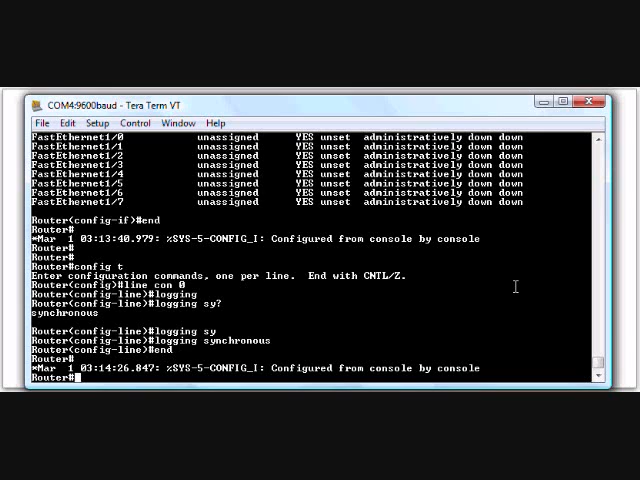 COM4:9600baud - Tera Term VT
File Edit Setup Control Window Help
FastEthernet1/0 unassigned YES unset administratively down down
FastEthernet1/1 unassigned YES unset administratively down down
FastEthernet1/2 unassigned YES unset administratively down down
FastEthernet1/3 unassigned YES unset administratively down down
FastEthernet1/4 unassigned YES unset administratively down down
FastEthernet1/5 unassigned YES unset administratively down down
FastEthernet1/6 unassigned YES unset administratively down down
FastEthernet1/7 unassigned YES unset administratively down down
Router(config-if)#end
Router#
*Mar 1 03:13:40.979: %SYS-5-CONFIG_I: Configured from console by console
Router#
Router#
Router#config t
Enter configuration commands, one per line. End with CNTL/Z.
Router(config)#line con 0
Router(config-line)#logging
Router(config-line)#logging sy?
synchronous
Router(config-line)#logging sy
Router(config-line)#logging synchronous
Router(config-line)#end
Router#
*Mar 1 03:14:26.847: %SYS-5-CONFIG_I: Configured from console by console
Router#